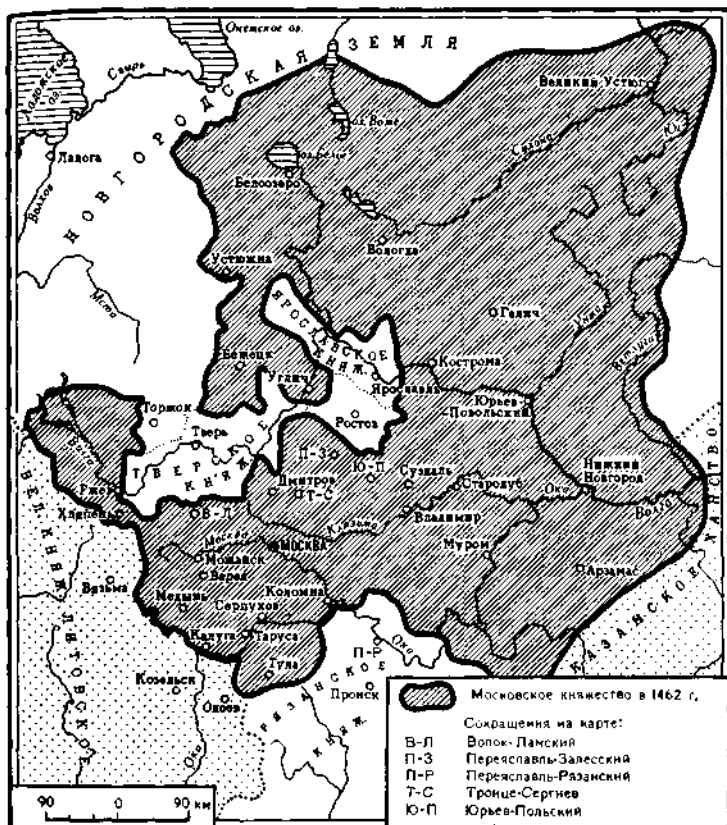 Онежское оз.
Ладожское оз.
Свирь
НОВГОРОДСКАЯ ЗЕМЛЯ
Великий Устюг
Юг
Ладога
Волхов
оз. Воже
оз. Белое
Белоозеро
Сухона
Вологда
Устюжна
Мста
ЯРОСЛАВСКОЕ КНЯЖ.
Галич
Унжа
Ветлуга
Бежецк
Кострома
Углич
Ярославль
Юрьев-
Повольский
Торжок
Ростов
Тверь
ТВЕРСКОЕ КН-Ж
П-З
Ю-П
Суздаль
Нижний
Новгород
Волга
Ржев
Дмитров
Т-С
Стародуб
Ока
Волга
Хлепень
В-Л
Клязьма
Владимир
Москва
МОСКВА
Муром
Можайск
Верея
Арзамас
Вязьма
Медынь
Коломна
Серпухов
Калуга
Таруса
П-Р
Ока
КАЗАНСКОЕ ХАНСТВО
ВЕЛИКОЕ КНЯЖ. ЛИТОВСКОЕ
Тула
Козельск
Одоев
Пронск
РЯЗАНСКОЕ КНЯЖ.
Ока
Московское княжество в 1462 г.
Сокращения на карте:
В-Л Волок-Ламский
П-З Переяславль-Залесский
П-Р Переяславль-Рязанский
Т-С Троице-Сергиев
Ю-П Юрьев-Польский
90 0 90 км